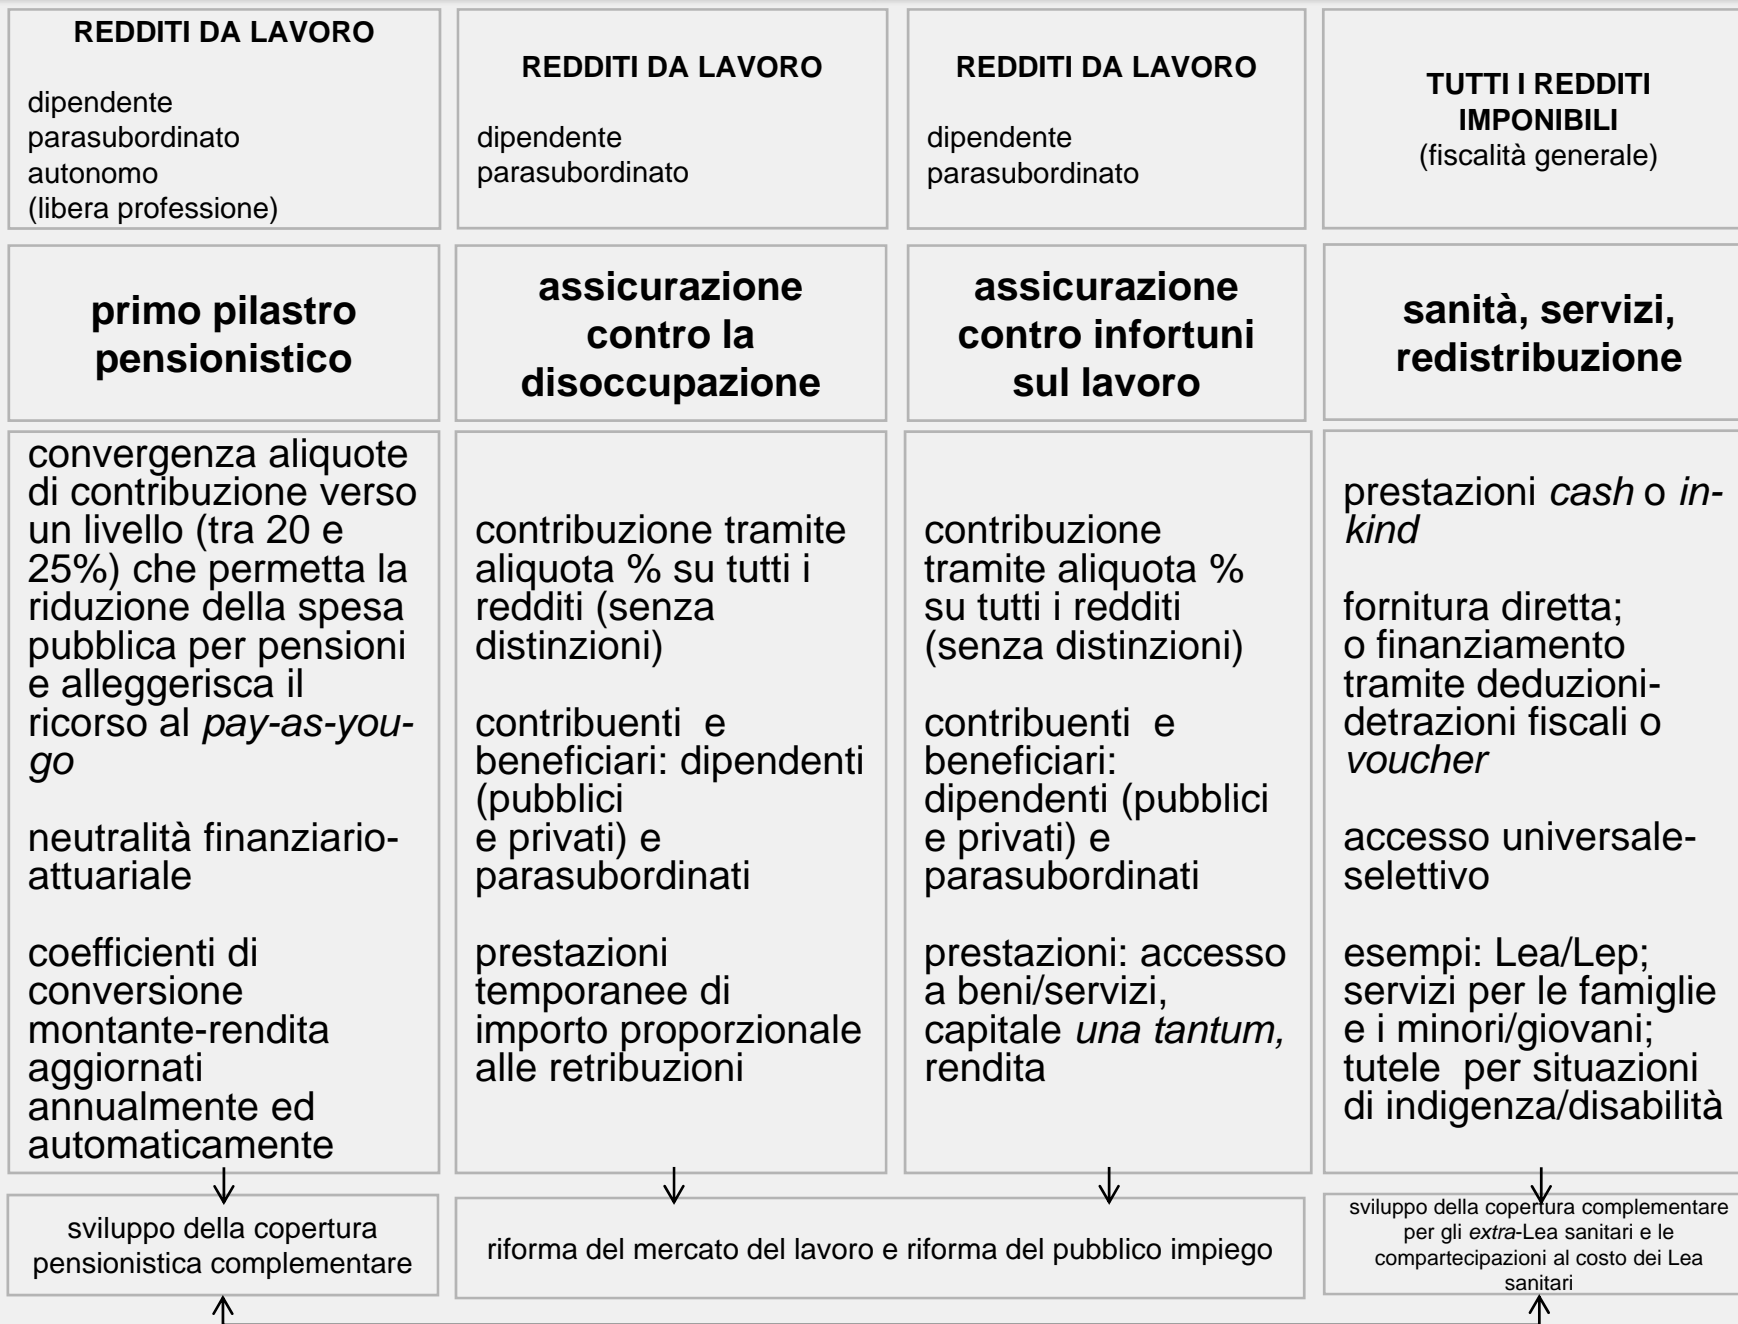 REDDITI DA LAVORO
dipendente
parasubordinato
autonomo
(libera professione)
REDDITI DA LAVORO
dipendente
parasubordinato
REDDITI DA LAVORO
dipendente
parasubordinato
TUTTI I REDDITI
IMPONIBILI
(fiscalità generale)
primo pilastro
pensionistico
assicurazione
contro la
disoccupazione
assicurazione
contro infortuni
sul lavoro
sanità, servizi,
redistribuzione
convergenza aliquote
di contribuzione verso
un livello (tra 20 e
25%) che permetta la
riduzione della spesa
pubblica per pensioni
e alleggerisca il
ricorso al pay-as-you-
go
neutralità finanziario-
attuariale
coefficienti di
conversione
montante-rendita
aggiornati
annualmente ed
automaticamente
contribuzione tramite
aliquota % su tutti i
redditi (senza
distinzioni)
contribuenti e
beneficiari: dipendenti
(pubblici
e privati) e
parasubordinati
prestazioni
temporanee di
importo proporzionale
alle retribuzioni
contribuzione
tramite aliquota %
su tutti i redditi
(senza distinzioni)
contribuenti e
beneficiari:
dipendenti (pubblici
e privati) e
parasubordinati
prestazioni: accesso
a beni/servizi,
capitale una tantum,
rendita
prestazioni cash o in-
kind
fornitura diretta;
o finanziamento
tramite deduzioni-
detrazioni fiscali o
voucher
accesso universale-
selettivo
esempi: Lea/Lep;
servizi per le famiglie
e i minori/giovani;
tutele per situazioni
di indigenza/disabilità
sviluppo della copertura
pensionistica complementare
riforma del mercato del lavoro e riforma del pubblico impiego
sviluppo della copertura complementare
per gli extra-Lea sanitari e le
compartecipazioni al costo dei Lea
sanitari